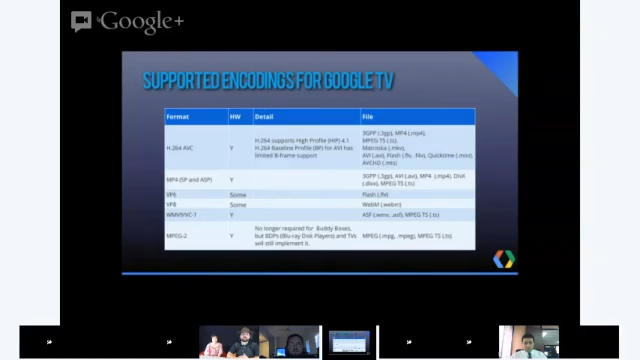 Google+
SUPPORTED ENCODINGS FOR GOOGLE TV
Format HW Detail File
H.264 AVC Y H.264 supports High Profile (HiP) 4.1 3GPP (.3gp), MP4 (.mp4),
H.264 Baseline Profile (BP) for AVI has MPEG TS (.ts)
limited B-frame support Matroska (.mkv)
AVI (.avi), Flash (.flv, .f4v), Quicktime (.mov)
AVCHD (.mts)
MP4 (SP and ASP) Y 3GPP (.3gp), AVI (.avi), MP4 (.mp4), DivX
(.divx), MPEG TS (.ts)
VP6 Some Flash (.flv)
VP8 Some WebM (.webm)
WMV9/VC-1 Y ASF (.wmv, .asf), MPEG TS (.ts)
MPEG-2 Y No longer required for Buddy Boxes, MPEG (.mpg, .mpeg), MPEG TS (.ts)
but BDPs (Blu-ray Disk Players) and TVs
will still implement it.